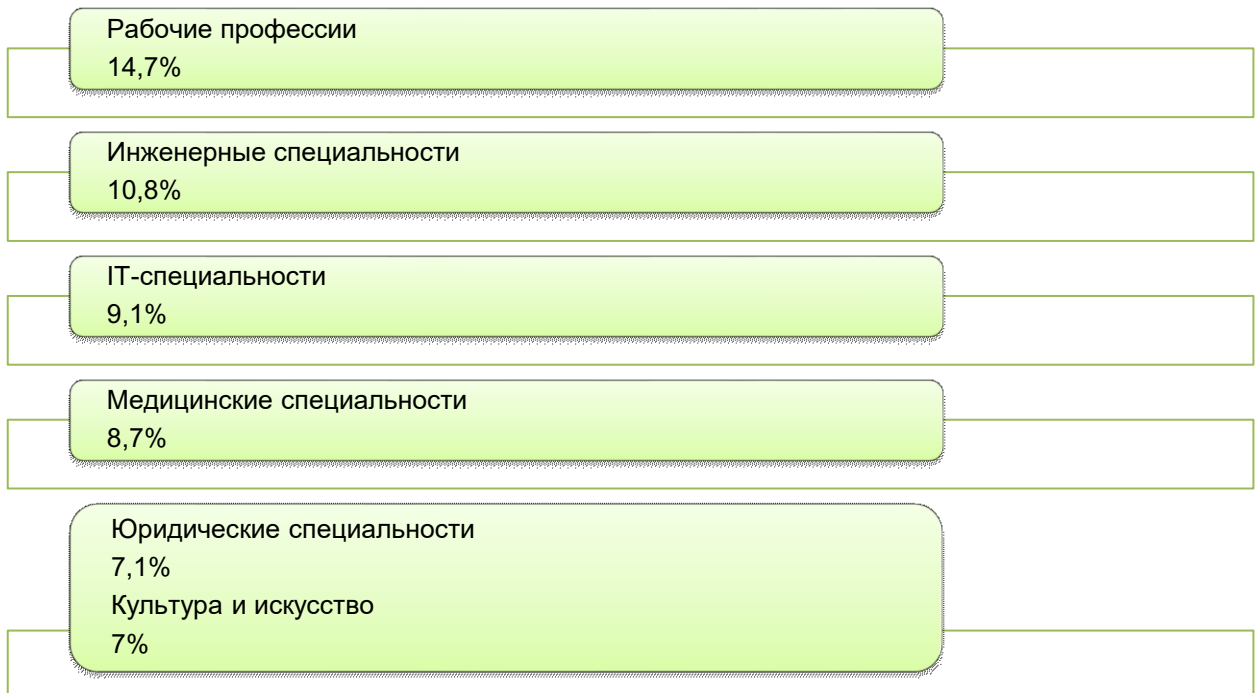 Рабочие профессии
14,7%
Инженерные специальности
10,8%
IT-специальности
9,1%
Медицинские специальности
8,7%
Юридические специальности
7,1%
Культура и искусство
7%